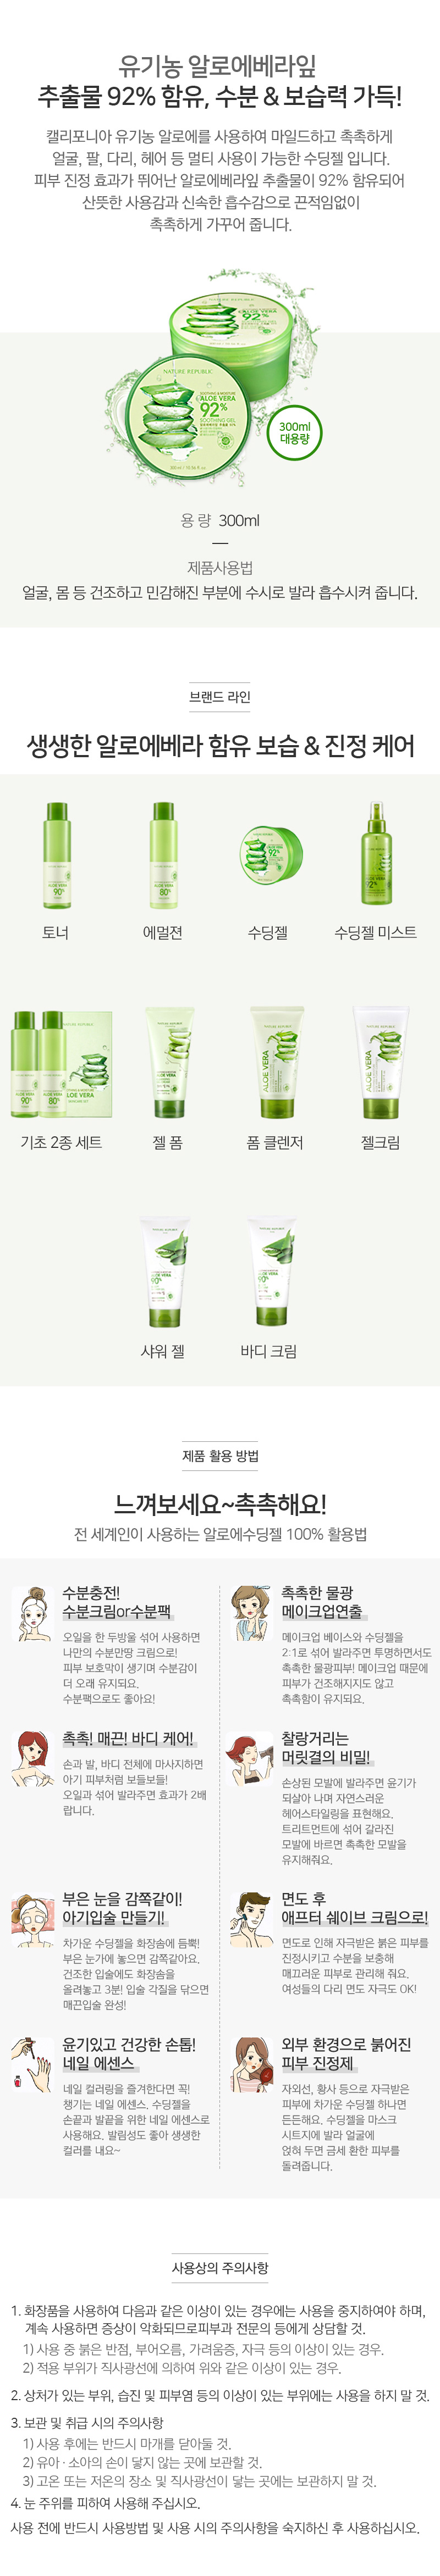 유기농 알로에베라잎
추출물 92% 함유, 수분 & 보습력 가득!
캘리포니아 유기농 알로에를 사용하여 마일드하고 촉촉하게
얼굴, 팔, 다리, 헤어 등 멀티 사용이 가능한 수딩젤 입니다.
피부 진정 효과가 뛰어난 알로에베라잎 추출물이 92% 함유되어
산뜻한 사용감과 신속한 흡수감으로 끈적임없이
촉촉하게 가꾸어 줍니다.
ALOE VERA
92%
NATURE REPUBLIC
SOOTHING & MOISTURE
ALOE VERA
92%
SOOTHING GEL
300ml
대용량
용 량 300ml
제품사용법
얼굴, 몸 등 건조하고 민감해진 부분에 수시로 발라 흡수시켜 줍니다.
브랜드 라인
생생한 알로에베라 함유 보습 & 진정 케어
ALOE VERA
90%
ALOE VERA
80%
92%
92%
토너
에멀젼
수딩젤
수딩젤 미스트
90%
80%
ALOE VERA
ALOE VERA
ALOE VERA
ALOE VERA
기초 2종 세트
젤 폼
폼 클렌저
젤크림
90%
90%
샤워 젤
바디 크림
제품 활용 방법
느껴보세요~촉촉해요!
전 세계인이 사용하는 알로에수딩젤 100% 활용법
수분충전!
수분크림or수분팩
오일을 한 두방울 섞어 사용하면
나만의 수분만땅 크림으로!
피부 보호막이 생기며 수분감이
더 오래 유지되요.
수분팩으로도 좋아요!
촉촉한 물광
메이크업연출
메이크업 베이스와 수딩젤을
2:1로 섞어 발라주면 투명하면서도
촉촉한 물광피부! 메이크업 때문에
피부가 건조해지지도 않고
촉촉함이 유지되요.
촉촉! 매끈! 바디 케어!
손과 발, 바디 전체에 마사지하면
아기 피부처럼 보들보들!
오일과 섞어 발라주면 효과가 2배
랍니다.
찰랑거리는
머릿결의 비밀!
손상된 모발에 발라주면 윤기가
되살아 나며 자연스러운
헤어스타일링을 표현해요.
트리트먼트에 섞어 갈라진
모발에 바르면 촉촉한 모발을
유지해줘요.
부은 눈을 감쪽같이!
아기입술 만들기!
차가운 수딩젤을 화장솜에 듬뿍!
부은 눈가에 놓으면 감쪽같아요.
건조한 입술에도 화장솜을
올려놓고 3분! 입술 각질을 닦으면
매끈입술 완성!
면도 후
애프터 쉐이브 크림으로!
면도로 인해 자극받은 붉은 피부를
진정시키고 수분을 보충해
매끄러운 피부로 관리해 줘요.
여성들의 다리 면도 자극도 OK!
윤기있고 건강한 손톱!
네일 에센스
네일 컬러링을 즐겨한다면 꼭!
챙기는 네일 에센스. 수딩젤을
손끝과 발끝을 위한 네일 에센스로
사용해요. 발림성도 좋아 생생한
컬러를 내요~
외부 환경으로 붉어진
피부 진정제
자외선, 황사 등으로 자극받은
피부에 차가운 수딩젤 하나면
든든해요. 수딩젤을 마스크
시트지에 발라 얼굴에
얹혀 두면 금세 환한 피부를
돌려줍니다.
사용상의 주의사항
1. 화장품을 사용하여 다음과 같은 이상이 있는 경우에는 사용을 중지하여야 하며,
계속 사용하면 증상이 악화되므로피부과 전문의 등에게 상담할 것.
1) 사용 중 붉은 반점, 부어오름, 가려움증, 자극 등의 이상이 있는 경우.
2) 적용 부위가 직사광선에 의하여 위와 같은 이상이 있는 경우.
2. 상처가 있는 부위, 습진 및 피부염 등의 이상이 있는 부위에는 사용을 하지 말 것.
3. 보관 및 취급 시의 주의사항
1) 사용 후에는 반드시 마개를 닫아둘 것.
2) 유아 · 소아의 손이 닿지 않는 곳에 보관할 것.
3) 고온 또는 저온의 장소 및 직사광선이 닿는 곳에는 보관하지 말 것.
4. 눈 주위를 피하여 사용해 주십시오.
사용 전에 반드시 사용방법 및 사용 시의 주의사항을 숙지하신 후 사용하십시오.